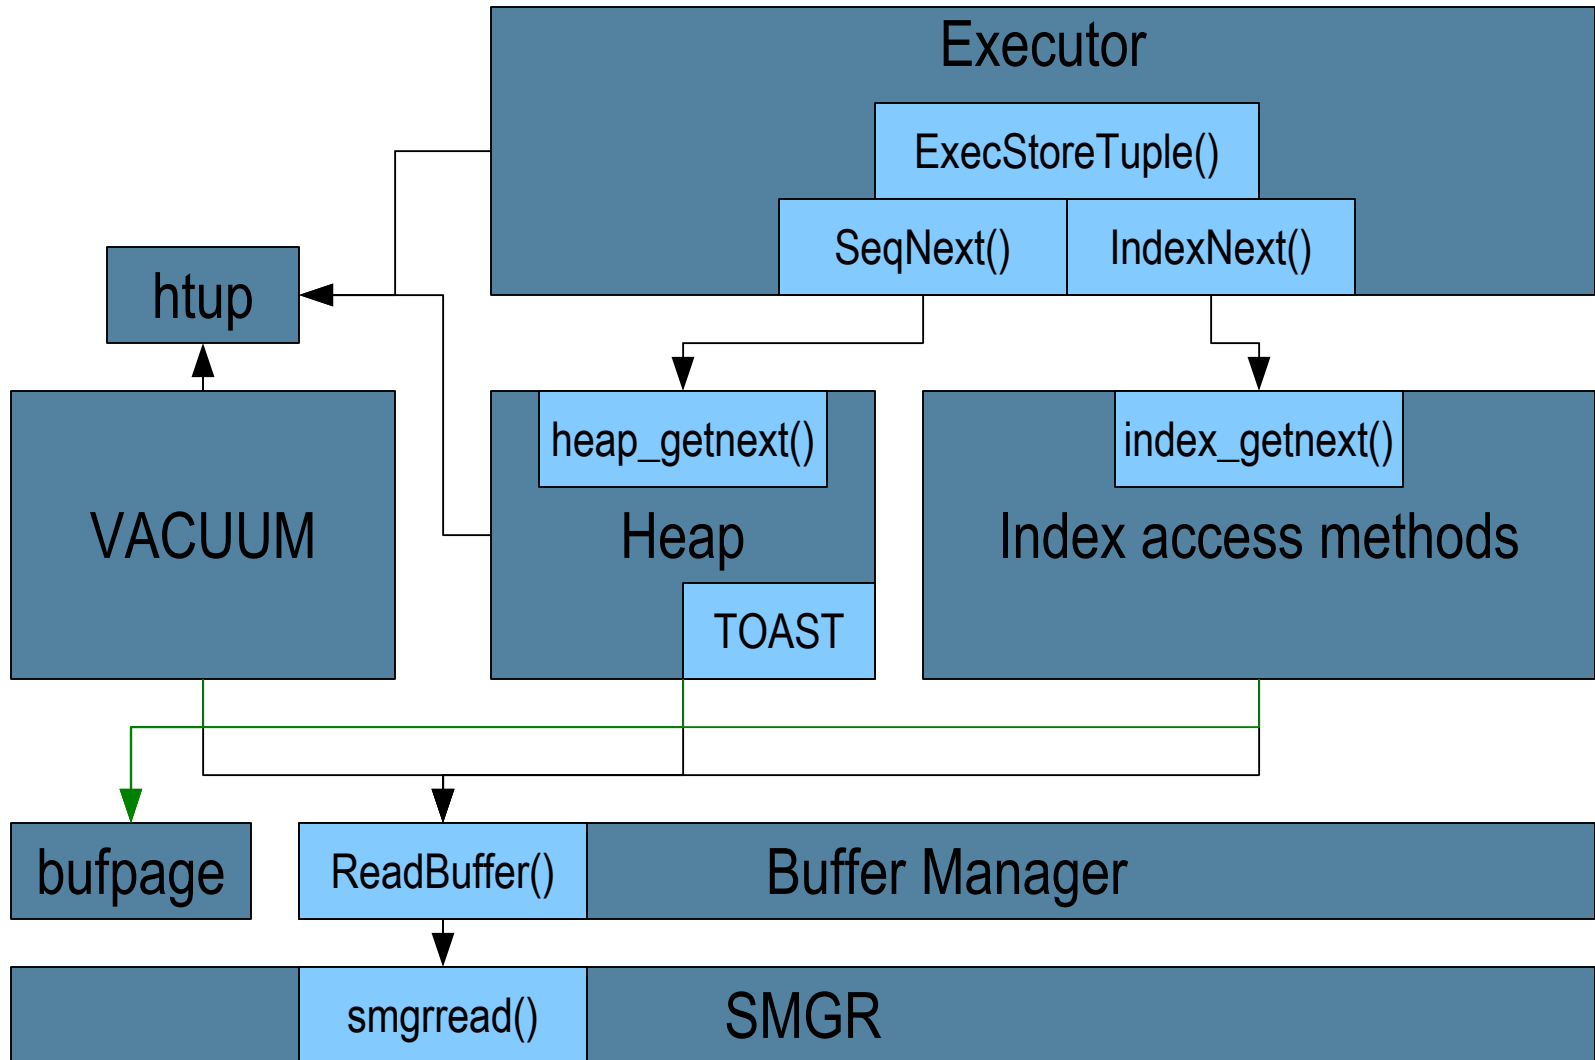 Executor
ExecStoreTuple()
SeqNext()
IndexNext()
htup
heap_getnext()
index_getnext()
VACUUM
Heap
Index access methods
TOAST
bufpage
ReadBuffer()
Buffer Manager
smgrread()
SMGR